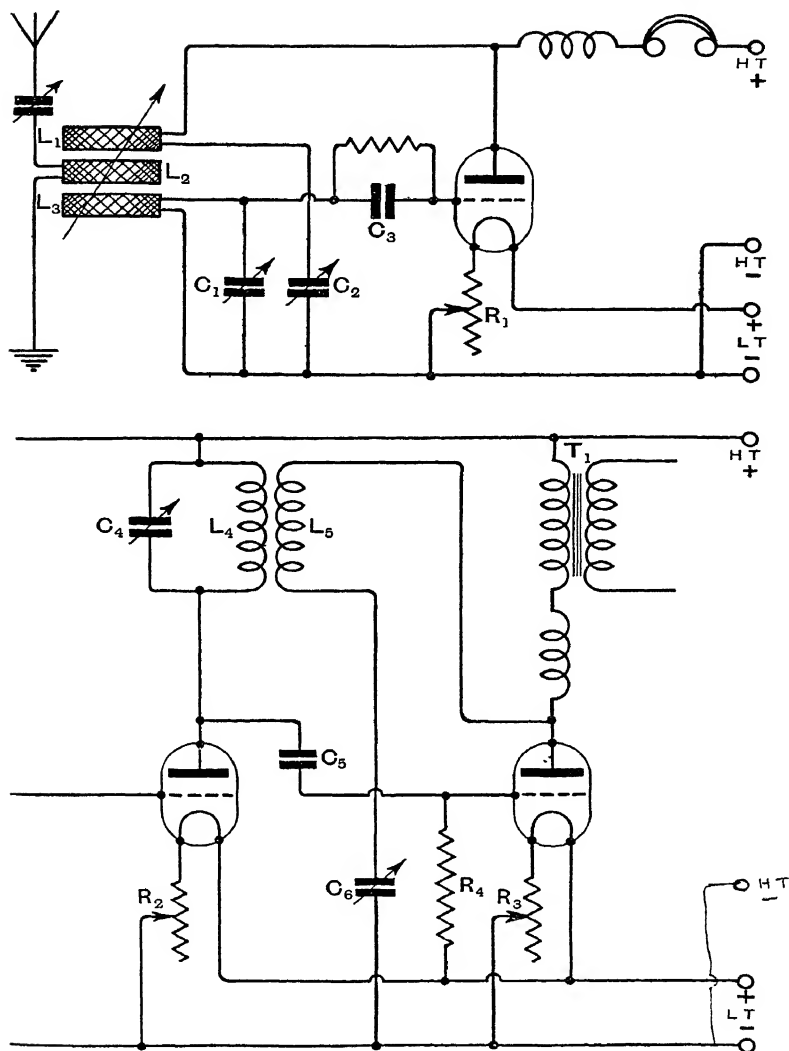 HT
+
L₁
L₂
L₃
C₃
C₁
C₂
R₁
HT
−
+
LT
−
HT
+
T₁
C₄
L₄
L₅
C₅
R₂
C₆
R₄
R₃
HT
−
+
LT
−